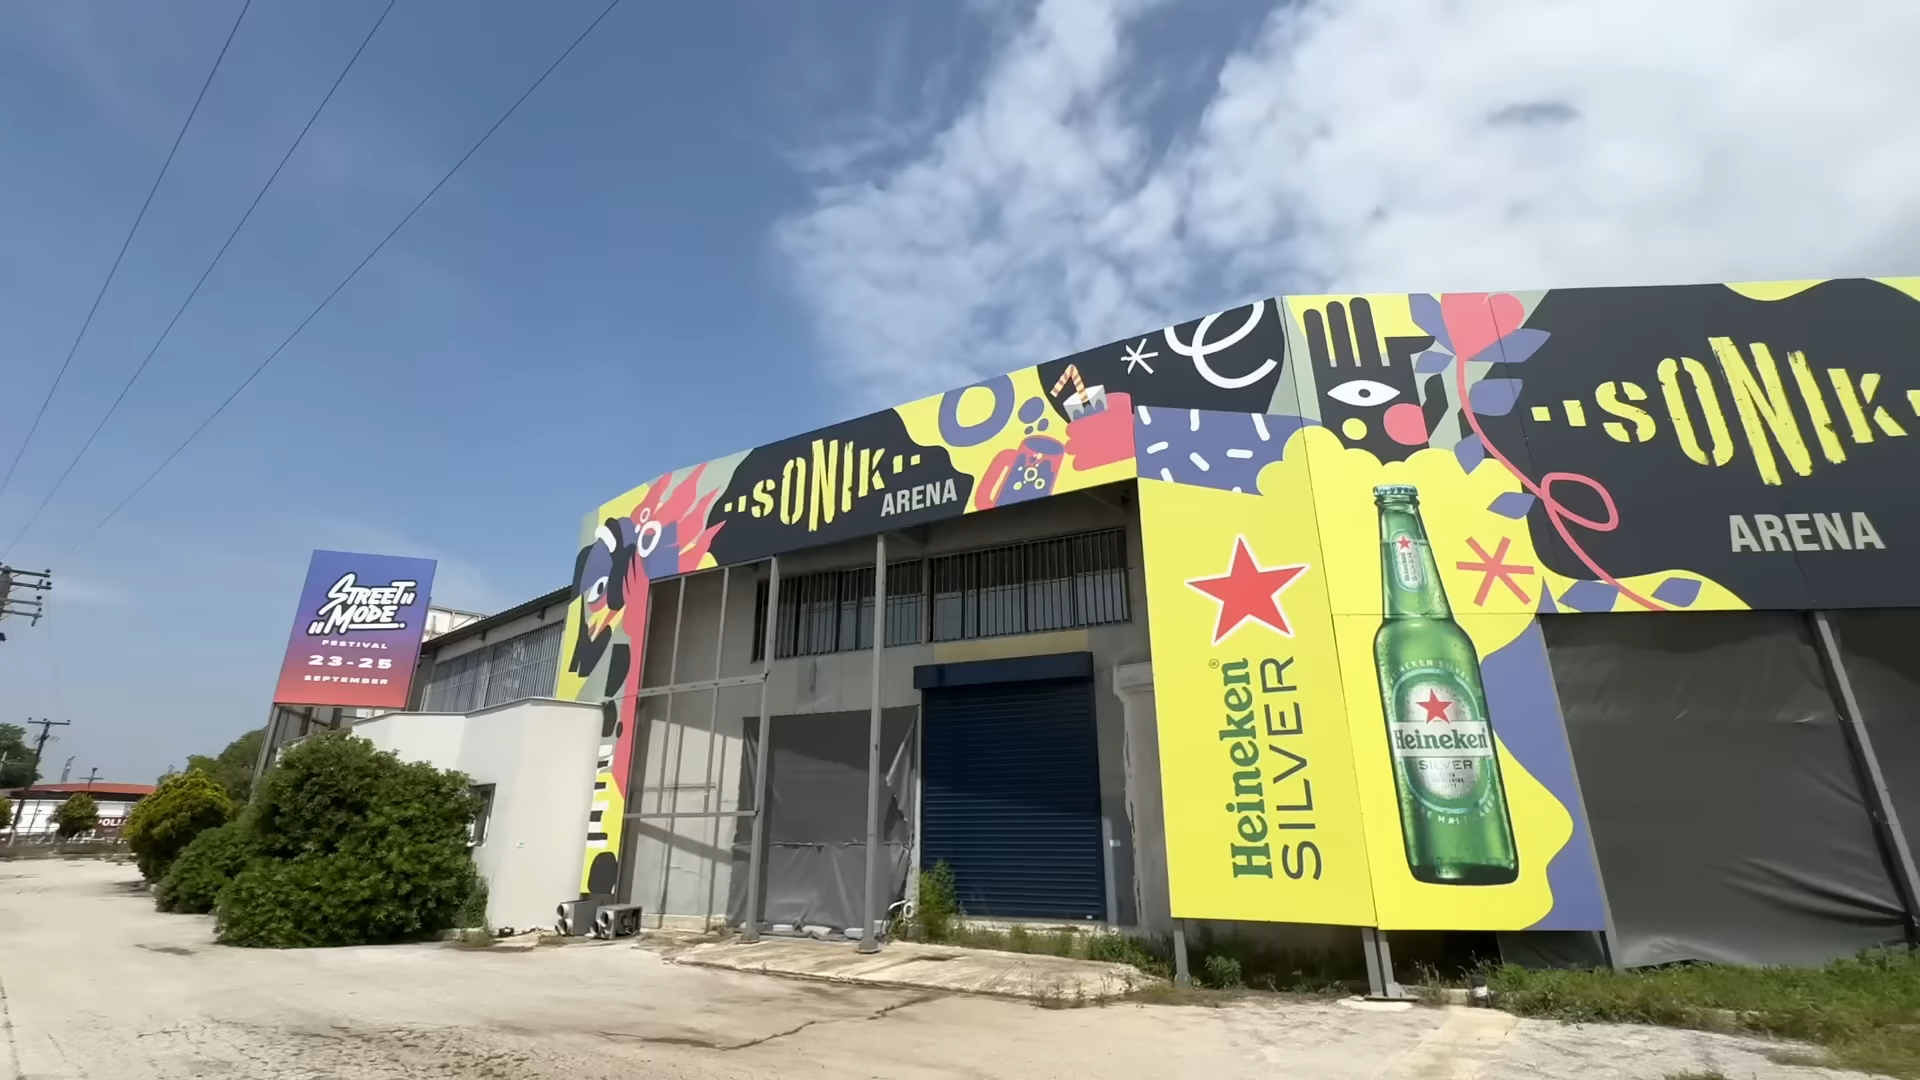 STREET
MODE
FESTIVAL
23-25
SEPTEMBER
SONIK
ARENA
SONIK
ARENA
Heineken®
SILVER
Heineken
SILVER